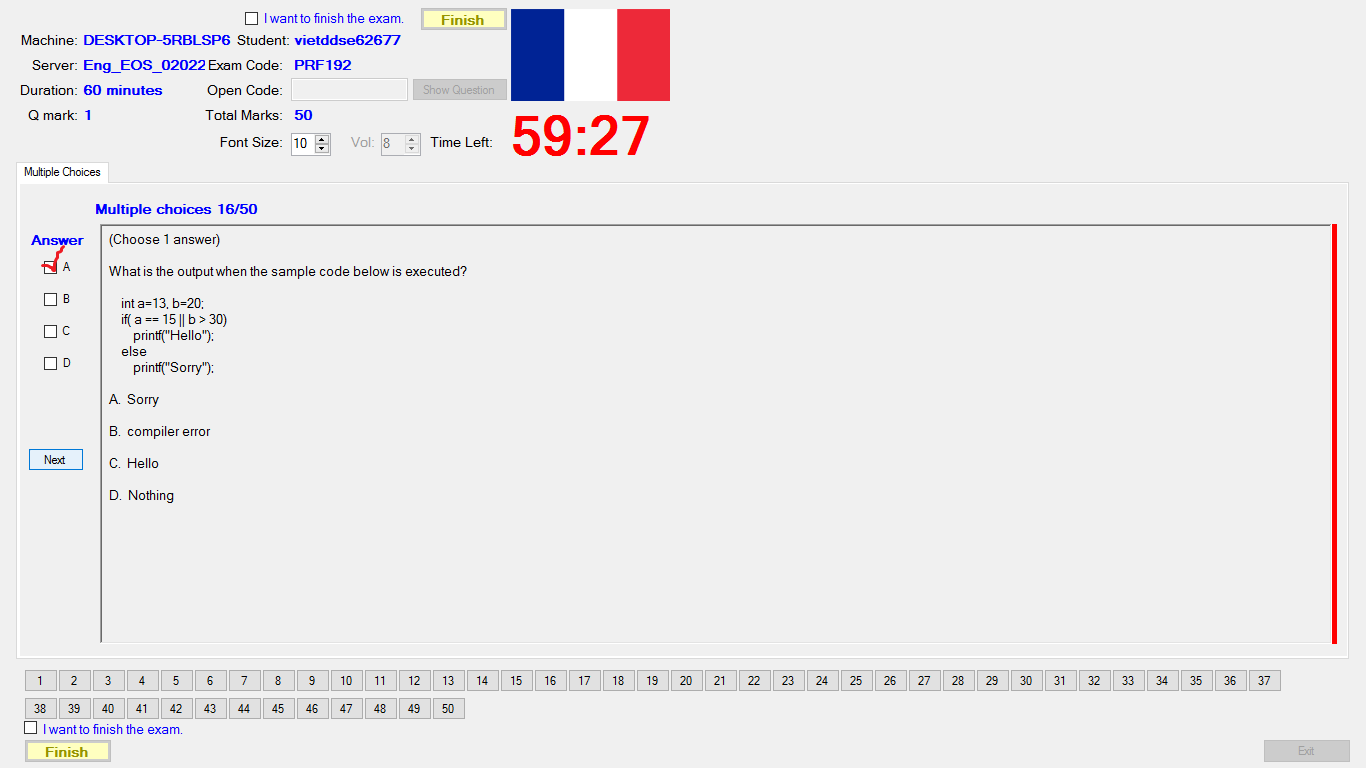 I want to finish the exam.
Finish
Machine: DESKTOP-5RBLSP6 Student: vietddse62677
Server: Eng_EOS_02022 Exam Code: PRF192
Duration: 60 minutes Open Code: Show Question
Q mark: 1 Total Marks: 50
Font Size: 10 Vol: 8 Time Left: 59:27
Multiple Choices
Multiple choices 16/50
Answer
A
B
C
D
Next
(Choose 1 answer)
What is the output when the sample code below is executed?
int a=13, b=20;
if( a == 15 || b > 30)
printf("Hello");
else
printf("Sorry");
A. Sorry
B. compiler error
C. Hello
D. Nothing
1 2 3 4 5 6 7 8 9 10 11 12 13 14 15 16 17 18 19 20 21 22 23 24 25 26 27 28 29 30 31 32 33 34 35 36 37
38 39 40 41 42 43 44 45 46 47 48 49 50
I want to finish the exam.
Finish
Exit